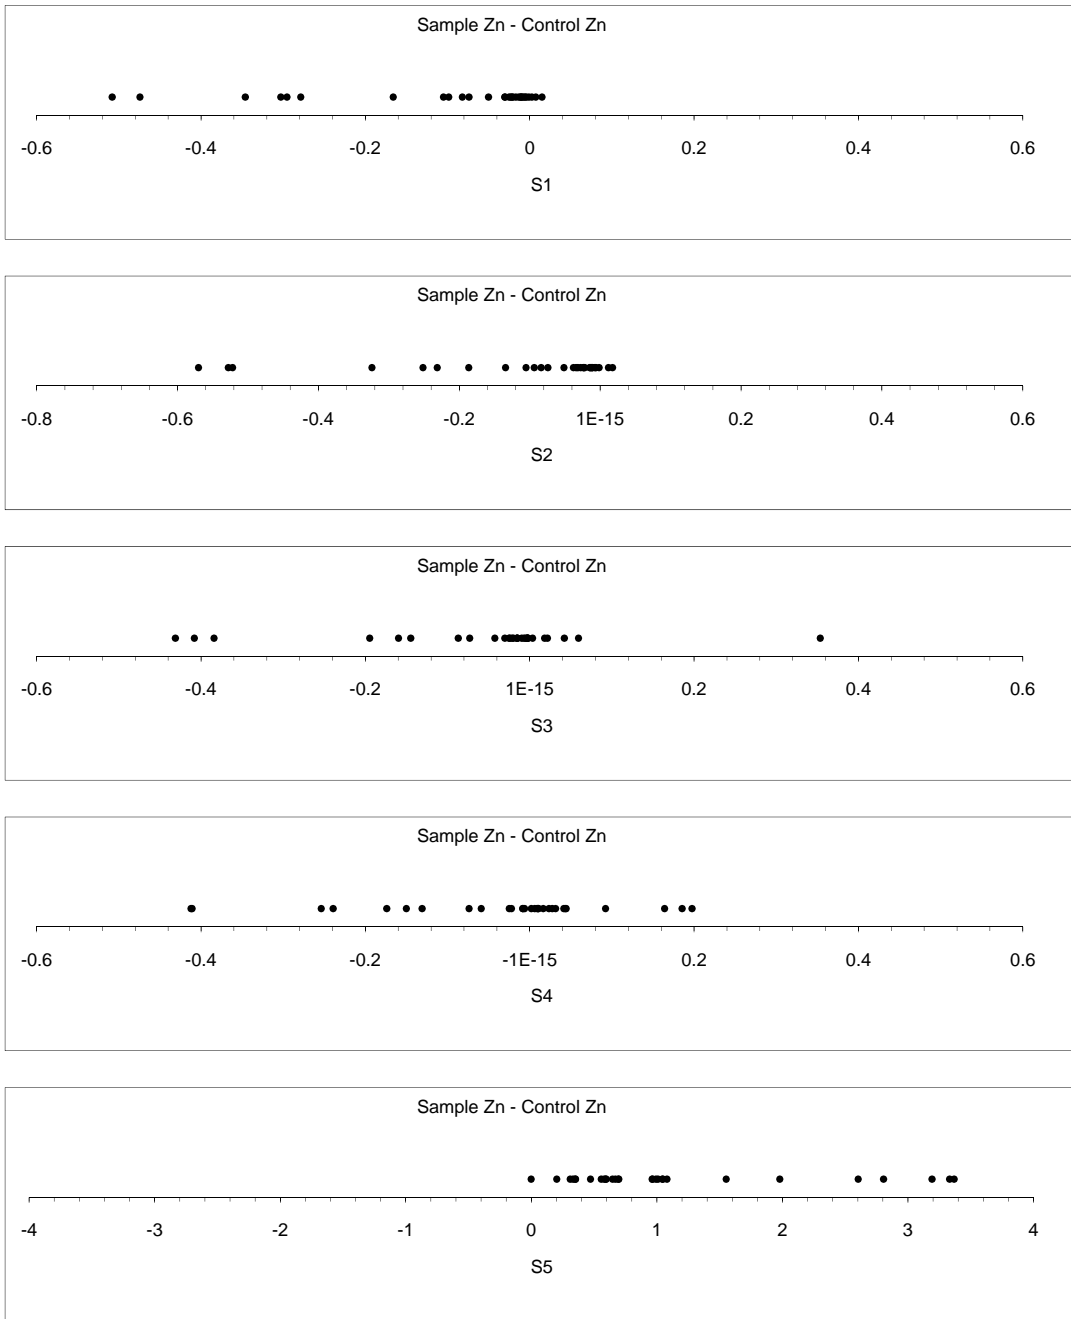 Sample Zn - Control Zn
-0.6 -0.4 -0.2 0 0.2 0.4 0.6
S1
Sample Zn - Control Zn
-0.8 -0.6 -0.4 -0.2 1E-15 0.2 0.4 0.6
S2
Sample Zn - Control Zn
-0.6 -0.4 -0.2 1E-15 0.2 0.4 0.6
S3
Sample Zn - Control Zn
-0.6 -0.4 -0.2 -1E-15 0.2 0.4 0.6
S4
Sample Zn - Control Zn
-4 -3 -2 -1 0 1 2 3 4
S5